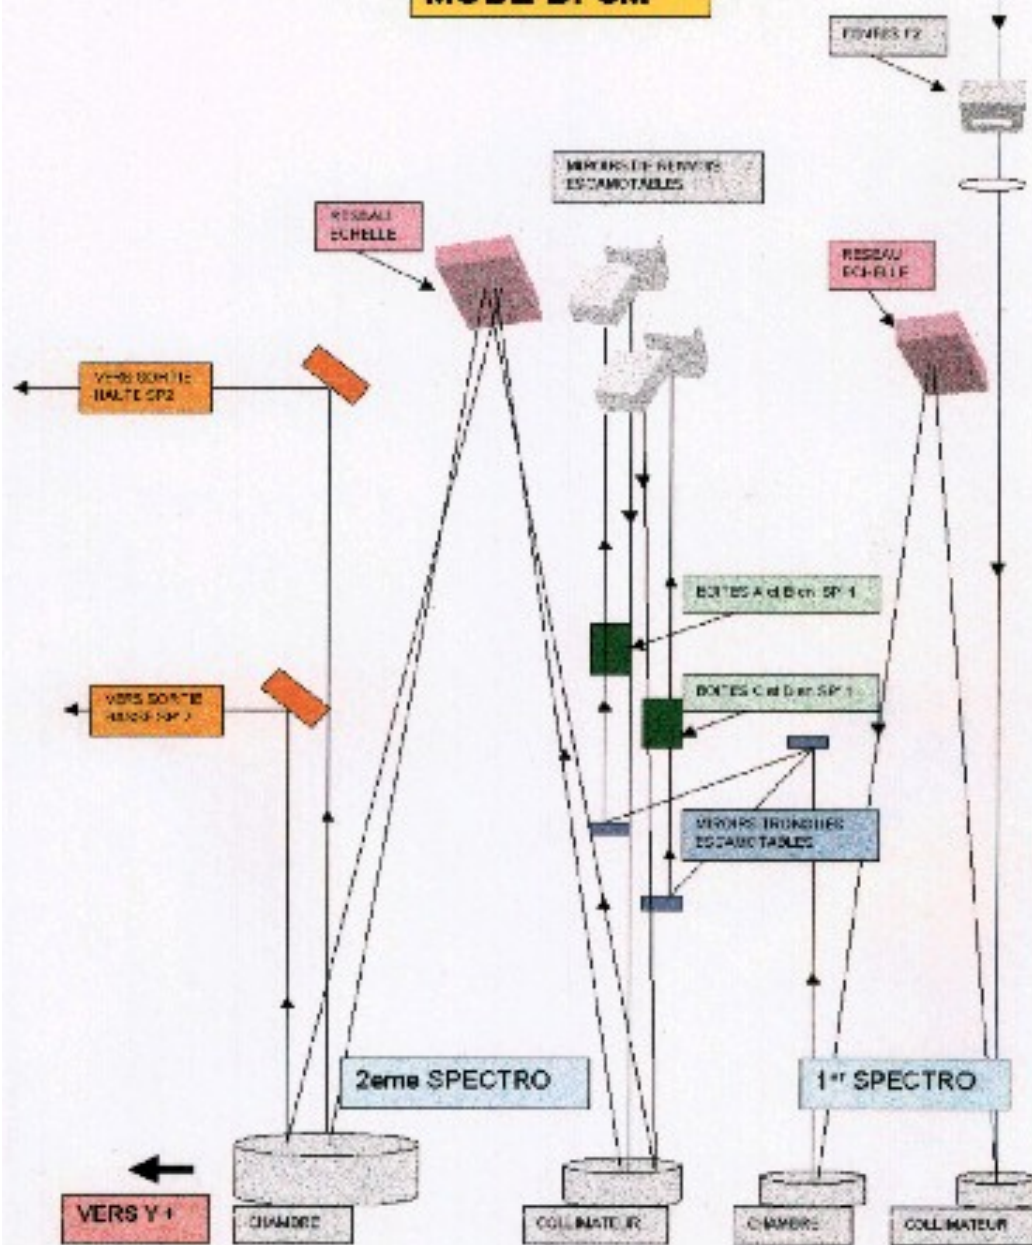 MODE DPSM
MIROIRS DE RENVOIS
ESCAMOTABLES
RESEAU
ECHELLE
RESEAU
ECHELLE
VERS SORTIE
HAUTE SP2
BOITES A et B en SP 1
VERS SORTIE
BASSE SP 2
BOITES C et D en SP 1
MIROIRS TRONQUES
ESCAMOTABLES
2eme SPECTRO
1er SPECTRO
VERS Y+
CHAMBRE
COLLIMATEUR
CHAMBRE
COLLIMATEUR